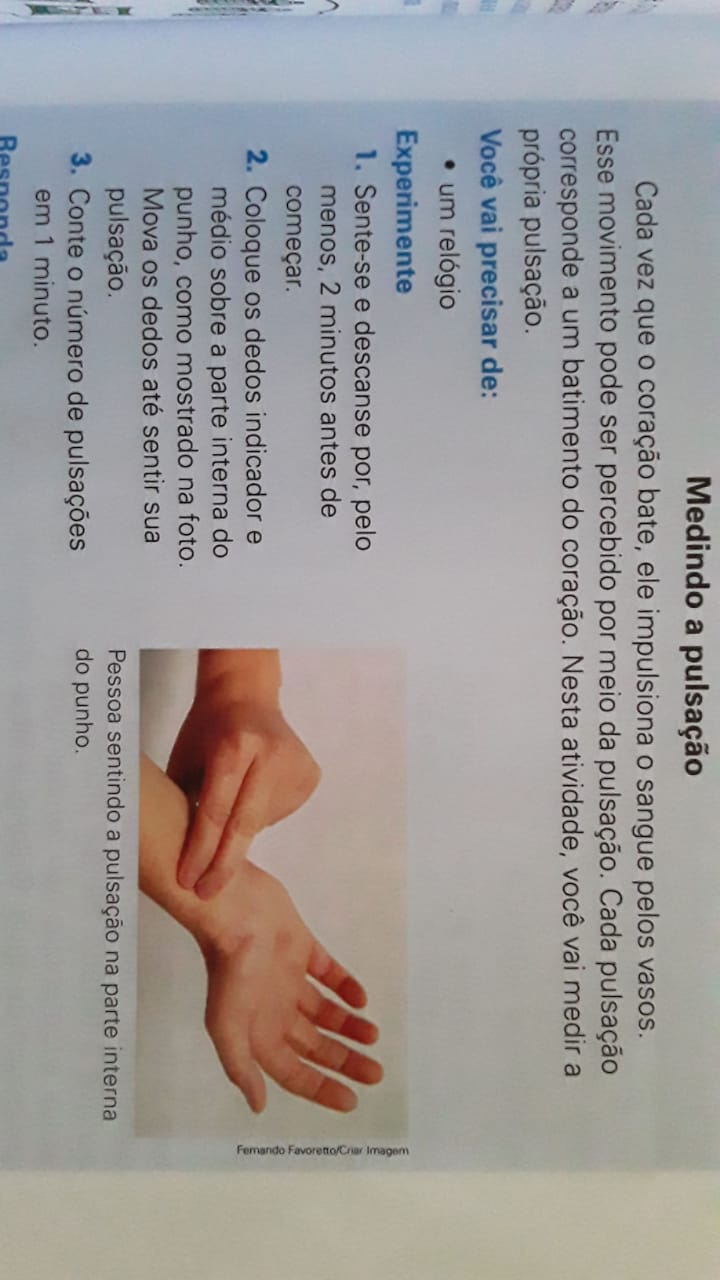 Medindo a pulsação
Cada vez que o coração bate, ele impulsiona o sangue pelos vasos.
Esse movimento pode ser percebido por meio da pulsação. Cada pulsação
corresponde a um batimento do coração. Nesta atividade, você vai medir a
própria pulsação.
Você vai precisar de:
• um relógio
Experimente
1. Sente-se e descanse por, pelo
menos, 2 minutos antes de
começar.
2. Coloque os dedos indicador e
médio sobre a parte interna do
punho, como mostrado na foto.
Mova os dedos até sentir sua
pulsação.
3. Conte o número de pulsações
em 1 minuto.
Fernando Favoretto/Criar Imagem
Pessoa sentindo a pulsação na parte interna
do punho.
Responda